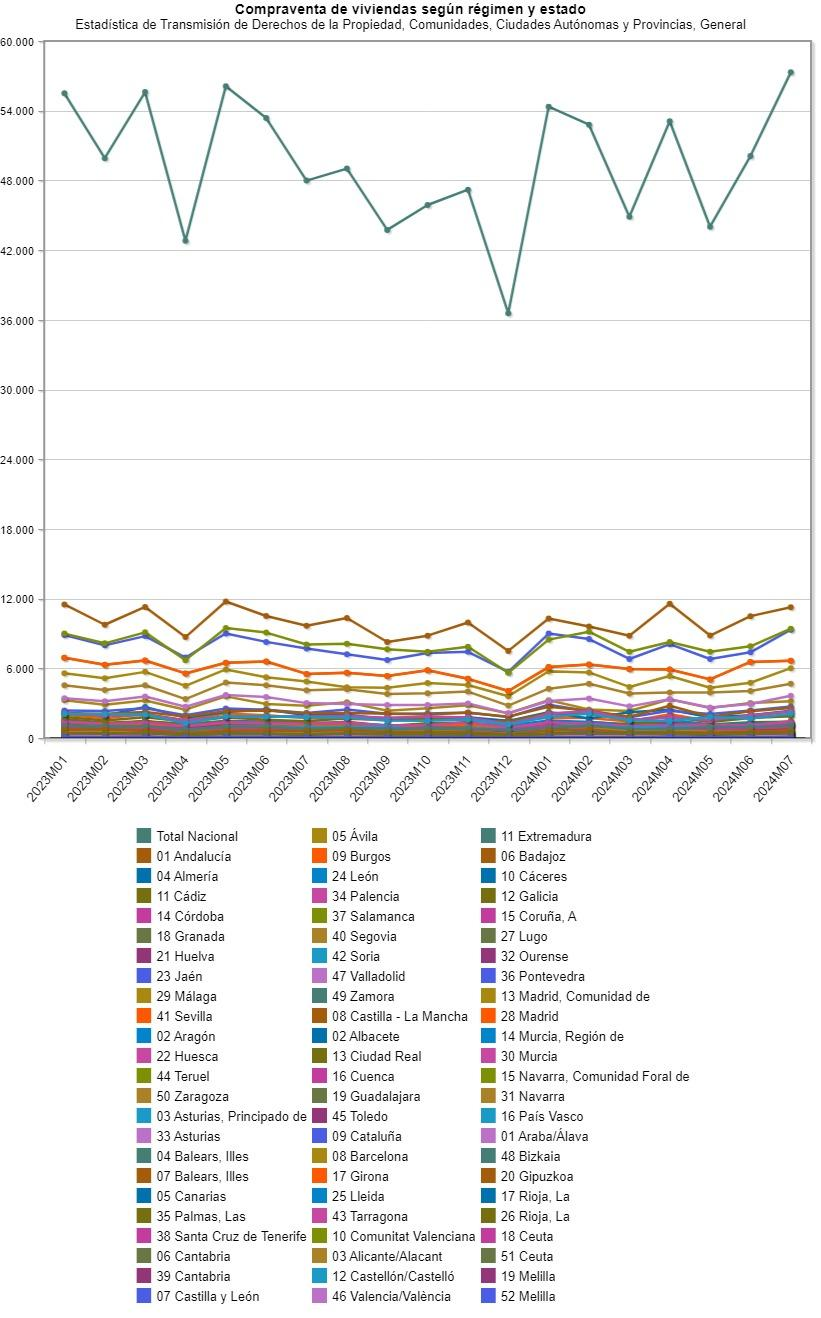 Compraventa de viviendas según régimen y estado
Estadística de Transmisión de Derechos de la Propiedad, Comunidades, Ciudades Autónomas y Provincias, General
60.000
54.000
48.000
42.000
36.000
30.000
24.000
18.000
12.000
6.000
0
2023M01
2023M02
2023M03
2023M04
2023M05
2023M06
2023M07
2023M08
2023M09
2023M10
2023M11
2023M12
2024M01
2024M02
2024M03
2024M04
2024M05
2024M06
2024M07
Total Nacional
01 Andalucía
04 Almería
11 Cádiz
14 Córdoba
18 Granada
21 Huelva
23 Jaén
29 Málaga
41 Sevilla
02 Aragón
22 Huesca
44 Teruel
50 Zaragoza
03 Asturias, Principado de
33 Asturias
04 Balears, Illes
07 Balears, Illes
05 Canarias
35 Palmas, Las
38 Santa Cruz de Tenerife
06 Cantabria
39 Cantabria
07 Castilla y León
05 Ávila
09 Burgos
24 León
34 Palencia
37 Salamanca
40 Segovia
42 Soria
47 Valladolid
49 Zamora
08 Castilla - La Mancha
02 Albacete
13 Ciudad Real
16 Cuenca
19 Guadalajara
45 Toledo
09 Cataluña
08 Barcelona
17 Girona
25 Lleida
43 Tarragona
10 Comunitat Valenciana
03 Alicante/Alacant
12 Castellón/Castelló
46 Valencia/València
11 Extremadura
06 Badajoz
10 Cáceres
12 Galicia
15 Coruña, A
27 Lugo
32 Ourense
36 Pontevedra
13 Madrid, Comunidad de
28 Madrid
14 Murcia, Región de
30 Murcia
15 Navarra, Comunidad Foral de
31 Navarra
16 País Vasco
01 Araba/Álava
48 Bizkaia
20 Gipuzkoa
17 Rioja, La
26 Rioja, La
18 Ceuta
51 Ceuta
19 Melilla
52 Melilla